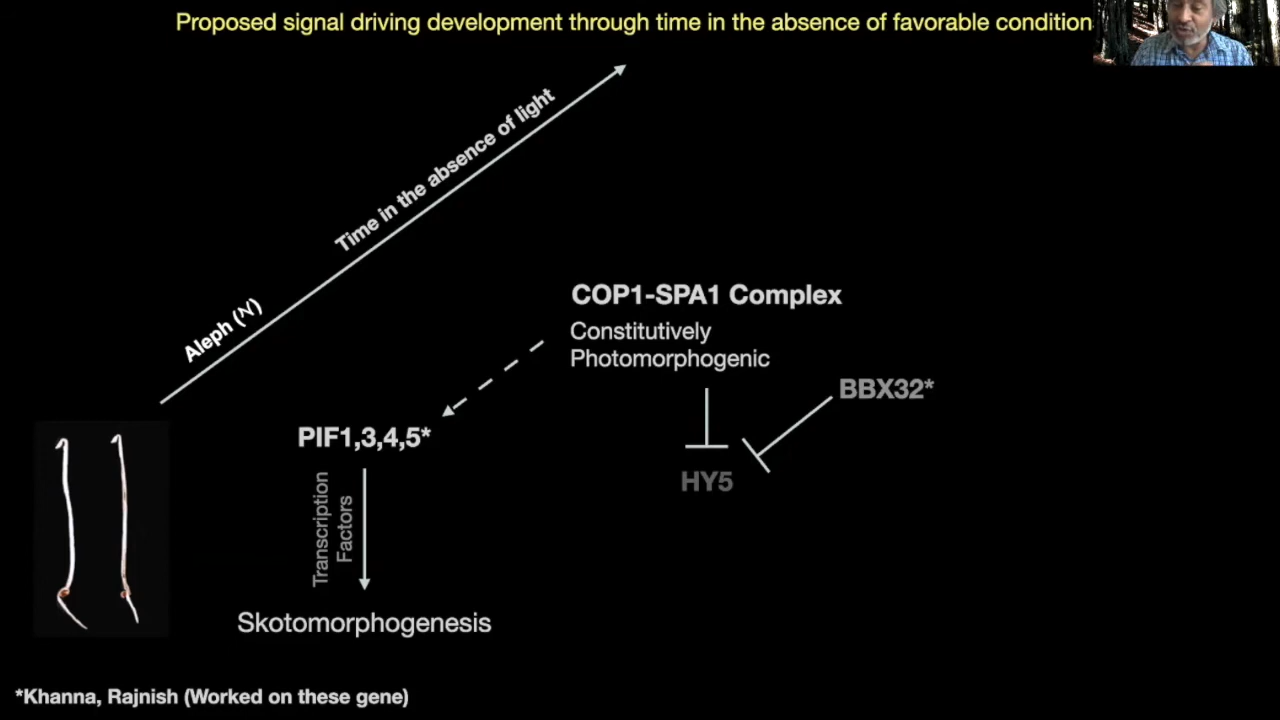 Proposed signal driving development through time in the absence of favorable condition
Time in the absence of light
Aleph (ℵ)
COP1-SPA1 Complex
Constitutively
Photomorphogenic
BBX32*
PIF1,3,4,5*
HY5
Transcription
Factors
Skotomorphogenesis
*Khanna, Rajnish (Worked on these gene)